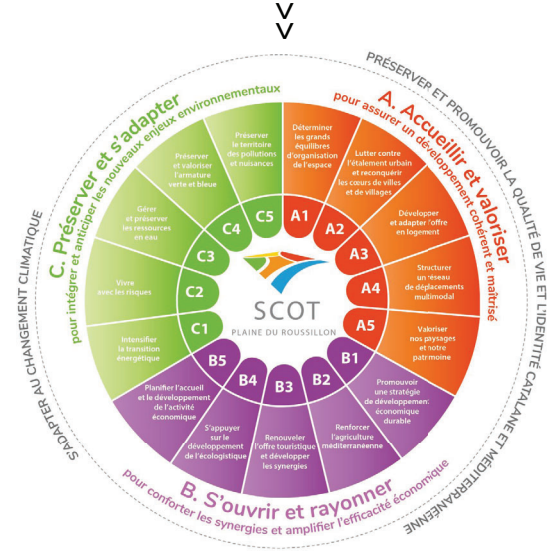 PRÉSERVER ET PROMOUVOIR LA QUALITÉ DE VIE ET L'IDENTITÉ CATALANE ET MÉDITERRANÉENNE
S'ADAPTER AU CHANGEMENT CLIMATIQUE
A. Accueillir et valoriser
pour assurer un développement cohérent et maîtrisé
Déterminer
les grands
équilibres
d'organisation
de l'espace
A1
Lutter contre
l'étalement urbain
et reconquérir
les cœurs de villes
et de villages
A2
Développer
et adapter l'offre
en logement
A3
Structurer
un réseau
de déplacements
multimodal
A4
Valoriser
nos paysages
et notre
patrimoine
A5
B. S'ouvrir et rayonner
pour conforter les synergies et amplifier l'efficacité économique
Promouvoir
une stratégie
de développement
économique
durable
B1
Renforcer
l'agriculture
méditerranéenne
B2
Renouveler
l'offre touristique
et développer
les synergies
B3
S'appuyer
sur le
développement
de l'écologistique
B4
Planifier l'accueil
et le développement
de l'activité
économique
B5
C. Préserver et s'adapter
pour intégrer et anticiper les nouveaux enjeux environnementaux
Intensifier
la transition
énergétique
C1
Vivre
avec les risques
C2
Gérer
et préserver
les ressources
en eau
C3
Préserver
et valoriser
l'armature
verte et bleue
C4
Préserver
le territoire
des pollutions
et nuisances
C5
SCOT
PLAINE DU ROUSSILLON